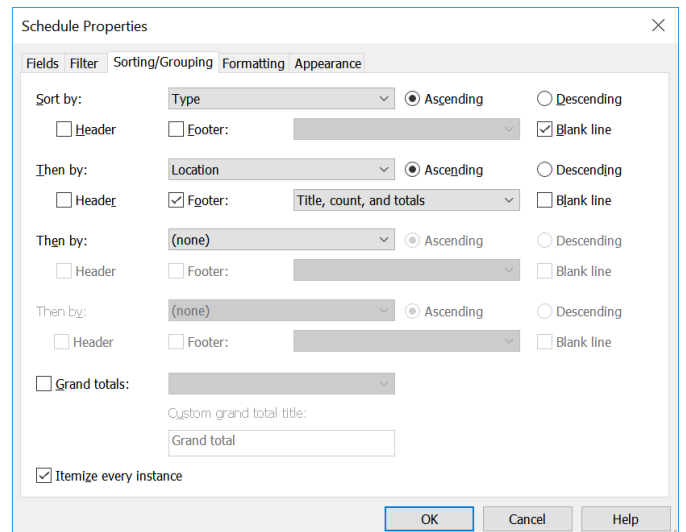 Schedule Properties
Fields Filter Sorting/Grouping Formatting Appearance
Sort by: Type Ascending Descending
Header Footer: Blank line
Then by: Location Ascending Descending
Header Footer: Title, count, and totals Blank line
Then by: (none) Ascending Descending
Header Footer: Blank line
Then by: (none) Ascending Descending
Header Footer: Blank line
Grand totals:
Custom grand total title:
Grand total
Itemize every instance
OK Cancel Help